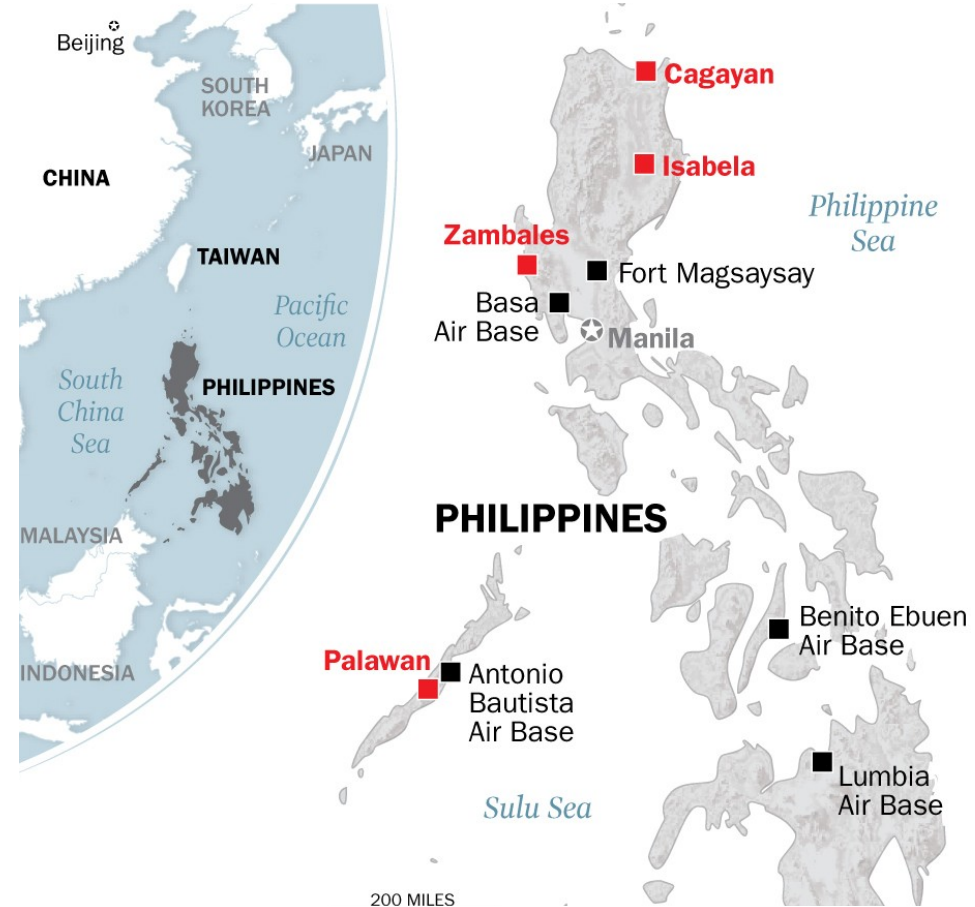 Beijing
SOUTH
KOREA
JAPAN
CHINA
TAIWAN
Pacific
Ocean
PHILIPPINES
South
China
Sea
MALAYSIA
INDONESIA
Cagayan
Isabela
Philippine
Sea
Zambales
Fort Magsaysay
Basa
Air Base
Manila
PHILIPPINES
Benito Ebuen
Air Base
Palawan
Antonio
Bautista
Air Base
Lumbia
Air Base
Sulu Sea
200 MILES